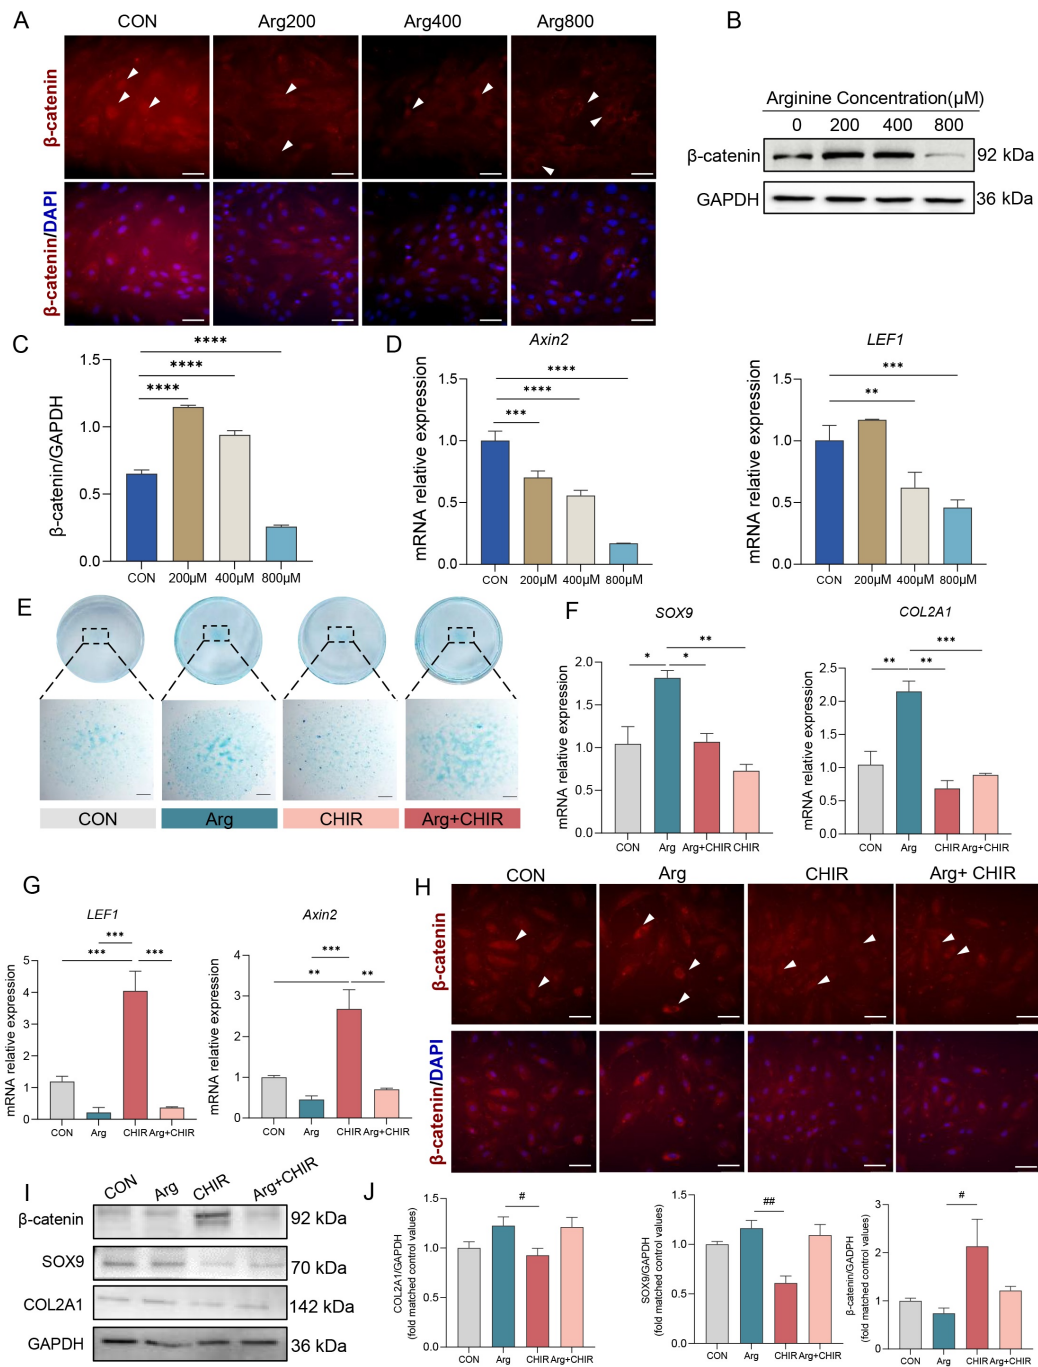 A
CON
Arg200
Arg400
Arg800
β-catenin
β-catenin/DAPI
B
Arginine Concentration(μM)
0 200 400 800
β-catenin 92 kDa
GAPDH 36 kDa
C
β-catenin/GAPDH
1.5
1.0
0.5
0.0
****
****
****
CON 200μM 400μM 800μM
D
Axin2
mRNA relative expression
1.5
1.0
0.5
0.0
****
****
***
CON 200μM 400μM 800μM
LEF1
mRNA relative expression
1.5
1.0
0.5
0.0
***
**
CON 200μM 400μM 800μM
E
CON
Arg
CHIR
Arg+CHIR
F
SOX9
mRNA relative expression
2.0
1.5
1.0
0.5
0.0
**
* *
CON Arg Arg+CHIR CHIR
COL2A1
mRNA relative expression
2.5
2.0
1.5
1.0
0.5
0.0
***
** **
CON Arg CHIR Arg+CHIR
G
LEF1
mRNA relative expression
5
4
3
2
1
0
***
*** ***
CON Arg CHIR Arg+CHIR
Axin2
mRNA relative expression
4
3
2
1
0
***
** **
CON Arg CHIR Arg+CHIR
H
CON
Arg
CHIR
Arg+ CHIR
β-catenin
β-catenin/DAPI
I
CON Arg CHIR Arg+CHIR
β-catenin 92 kDa
SOX9 70 kDa
COL2A1 142 kDa
GAPDH 36 kDa
J
COL2A1/GAPDH
(fold matched control values)
1.5
1.0
0.5
0.0
#
CON Arg CHIR Arg+CHIR
SOX9/GAPDH
(fold matched control values)
1.5
1.0
0.5
0.0
##
CON Arg CHIR Arg+CHIR
β-catenin/GADPH
(fold matched control values)
3
2
1
0
#
CON Arg CHIR Arg+CHIR